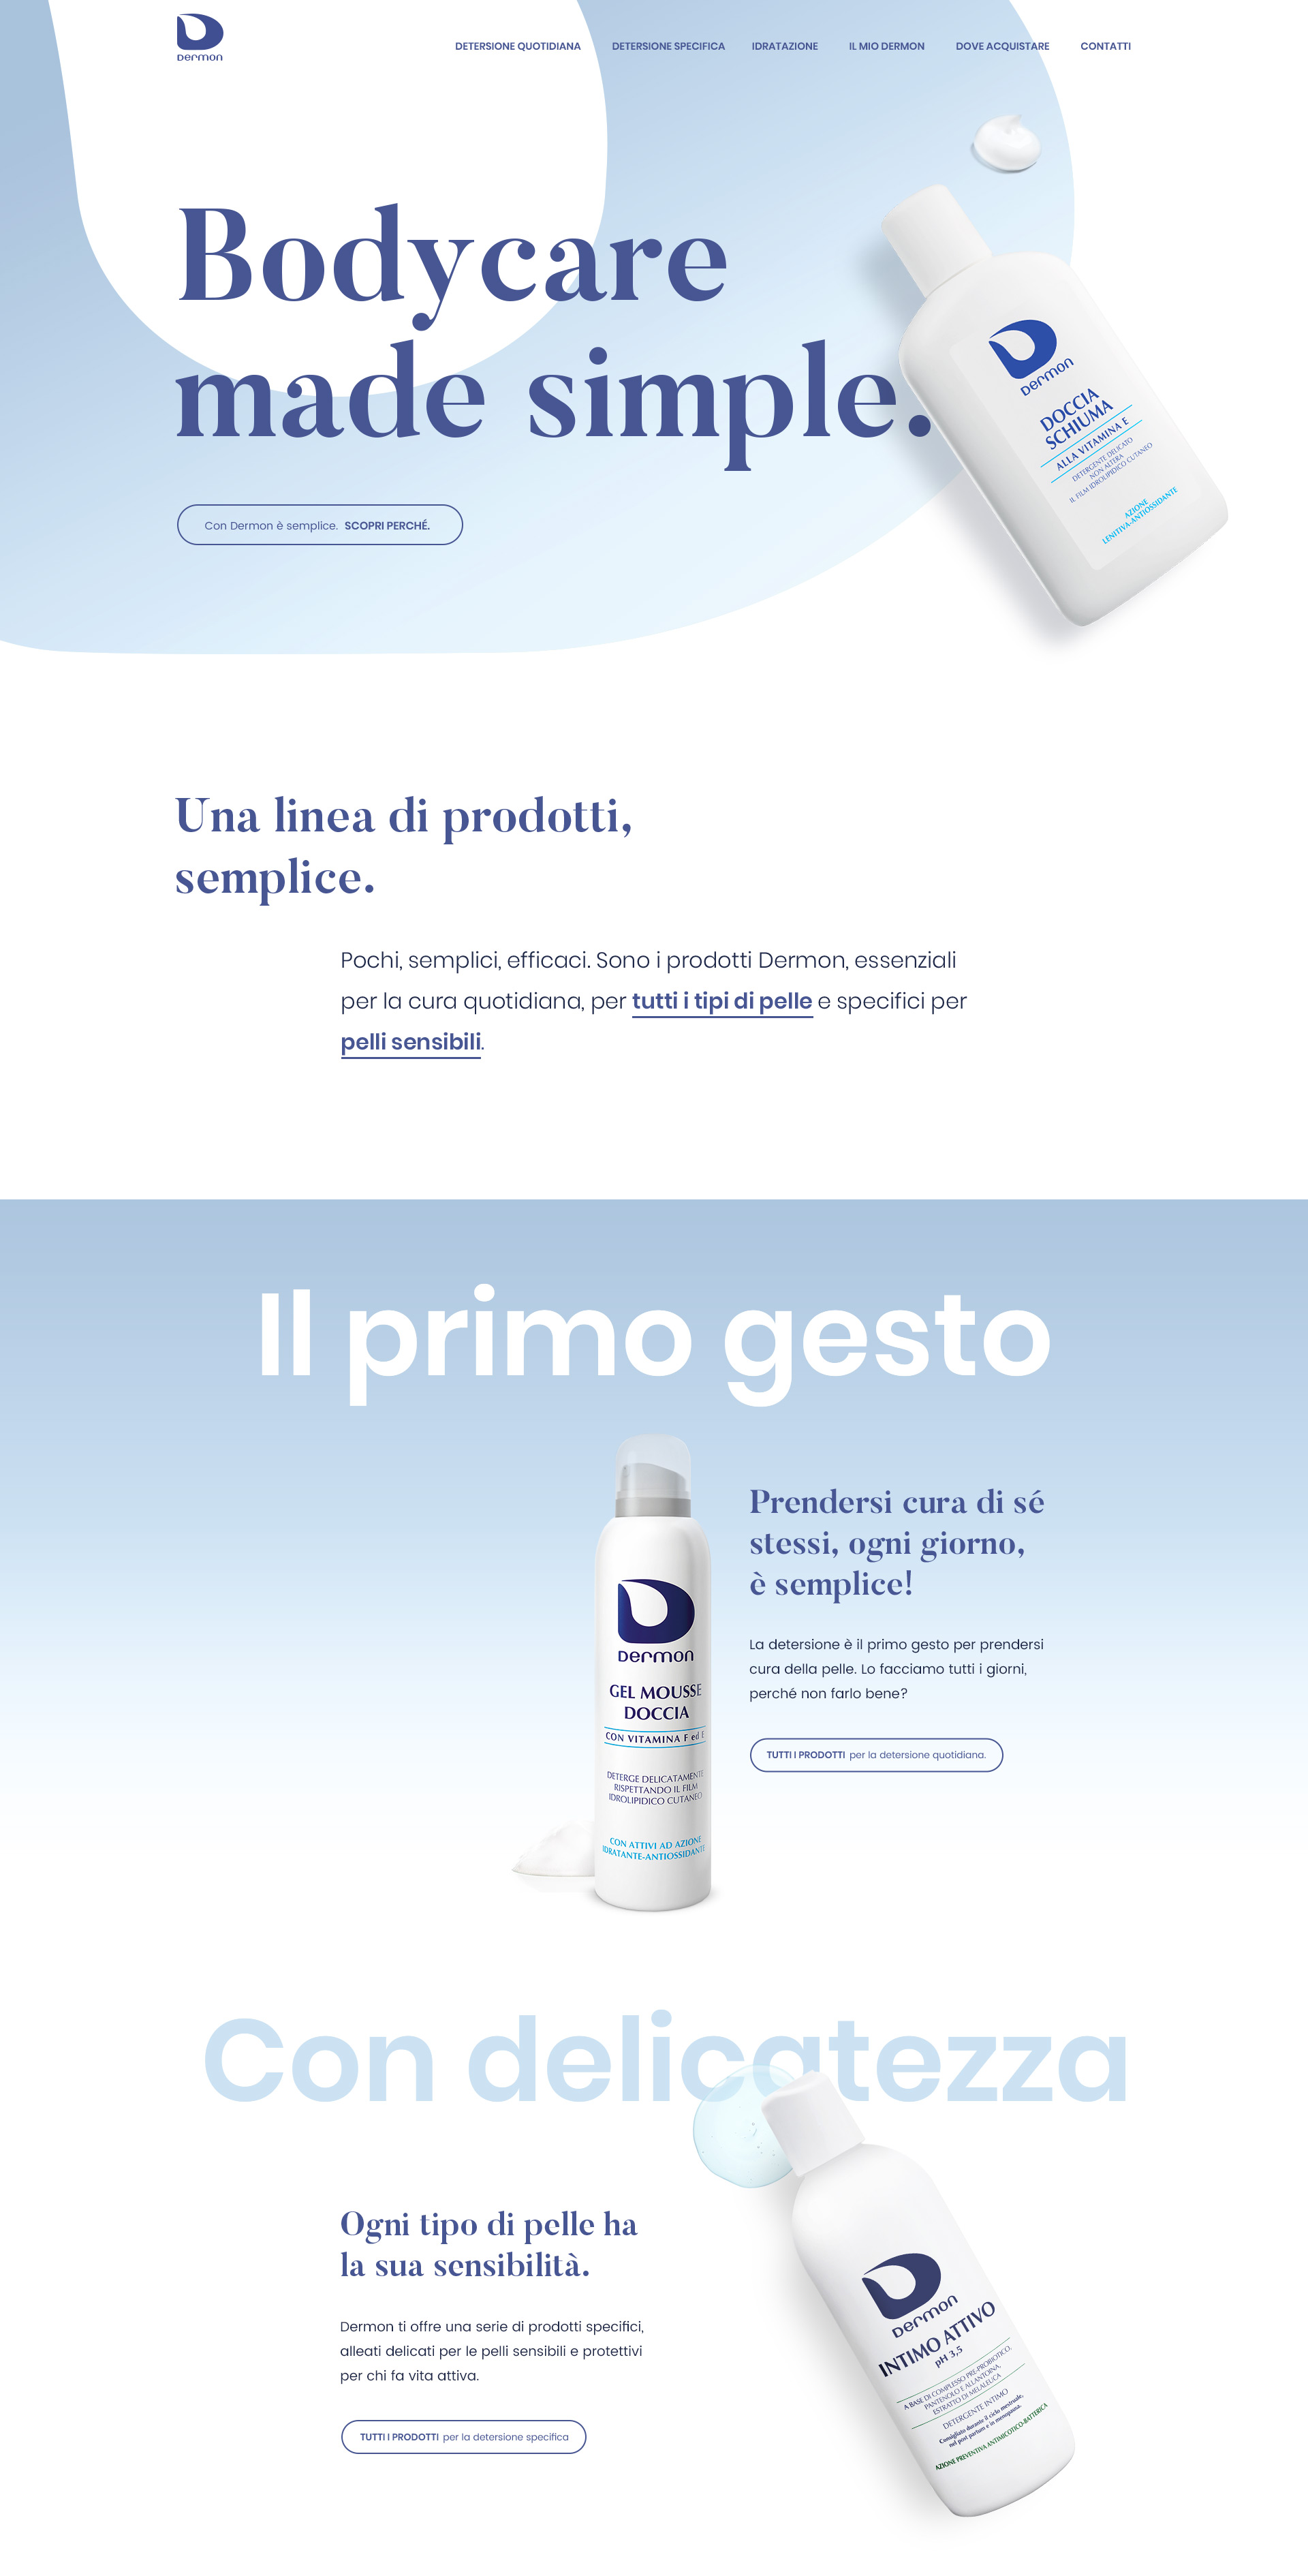 Dermon
DETERSIONE QUOTIDIANA
DETERSIONE SPECIFICA
IDRATAZIONE
IL MIO DERMON
DOVE ACQUISTARE
CONTATTI
Bodycare
made simple.
Con Dermon è semplice. SCOPRI PERCHÉ.
Dermon
DOCCIA
SCHIUMA
ALLA VITAMINA E
DETERGENTE DELICATO
NON ALTERA
IL FILM IDROLIPIDICO CUTANEO
AZIONE
LENITIVA-ANTIOSSIDANTE
Una linea di prodotti,
semplice.
Pochi, semplici, efficaci. Sono i prodotti Dermon, essenziali
per la cura quotidiana, per tutti i tipi di pelle e specifici per
pelli sensibili.
Il primo gesto
Dermon
GEL MOUSSE
DOCCIA
CON VITAMINA F ed E
DETERGE DELICATAMENTE
RISPETTANDO IL FILM
IDROLIPIDICO CUTANEO
CON ATTIVI AD AZIONE
IDRATANTE-ANTIOSSIDANTE
Prendersi cura di sé
stessi, ogni giorno,
è semplice!
La detersione è il primo gesto per prendersi
cura della pelle. Lo facciamo tutti i giorni,
perché non farlo bene?
TUTTI I PRODOTTI per la detersione quotidiana.
Con delicatezza
Ogni tipo di pelle ha
la sua sensibilità.
Dermon ti offre una serie di prodotti specifici,
alleati delicati per le pelli sensibili e protettivi
per chi fa vita attiva.
TUTTI I PRODOTTI per la detersione specifica
Dermon
INTIMO ATTIVO
pH 3,5
A BASE DI COMPLESSO PRE-PROBIOTICO,
PANTENOLO E ALLANTOINA,
ESTRATTO DI MELALEUCA
DETERGENTE INTIMO
Consigliato durante il ciclo mestruale,
nel post partum e in menopausa.
AZIONE PREVENTIVA ANTIMICOTICO-BATTERICA